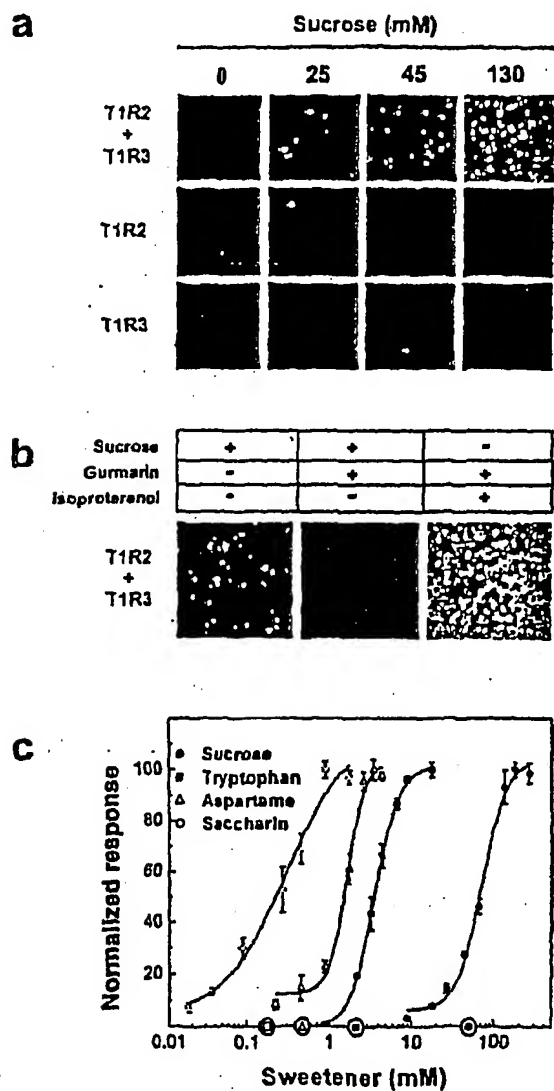 a
Sucrose (mM)
0 25 45 130
T1R2
+
T1R3
T1R2
T1R3
b
Sucrose + + -
Gurmarin - + +
Isoproterenol - - +
T1R2
+
T1R3
c
Normalized response
100
80
60
40
20
Sucrose
Tryptophan
Aspartame
Saccharin
0.01 0.1 1 10 100
Sweetener (mM)